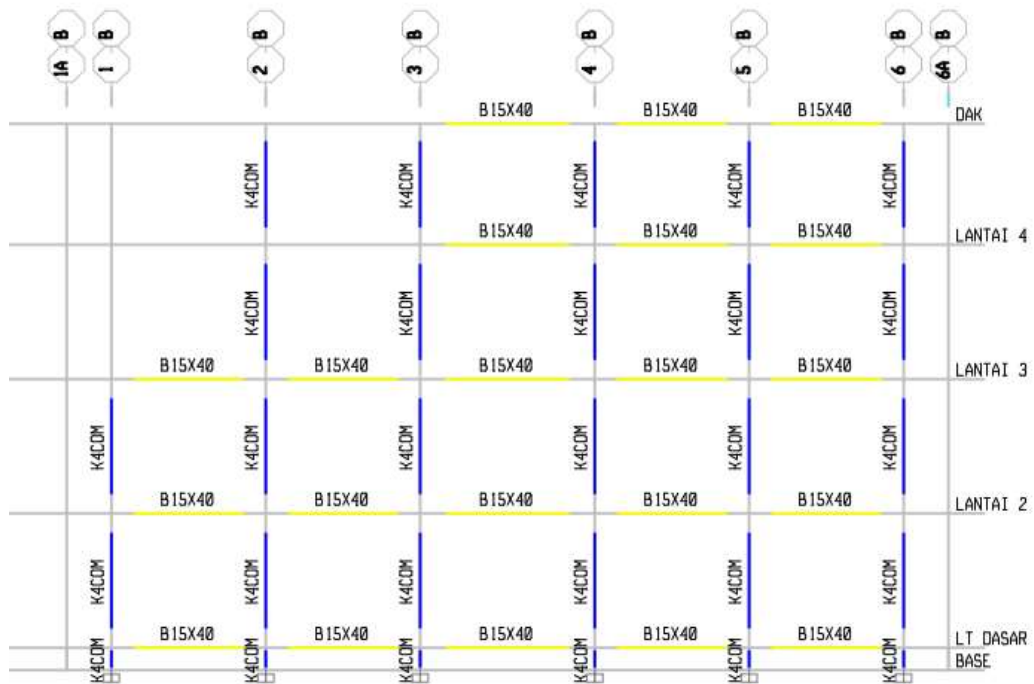 B B B B B B B B
1A 1 2 3 4 5 6 6A
B15X40 B15X40 B15X40 DAK
K4COM K4COM K4COM K4COM K4COM
B15X40 B15X40 B15X40 LANTAI 4
K4COM K4COM K4COM K4COM K4COM
B15X40 B15X40 B15X40 B15X40 B15X40 LANTAI 3
K4COM K4COM K4COM K4COM K4COM K4COM
B15X40 B15X40 B15X40 B15X40 B15X40 LANTAI 2
K4COM K4COM K4COM K4COM K4COM K4COM
B15X40 B15X40 B15X40 B15X40 B15X40 LT DASAR
K4COM K4COM K4COM K4COM K4COM K4COM BASE